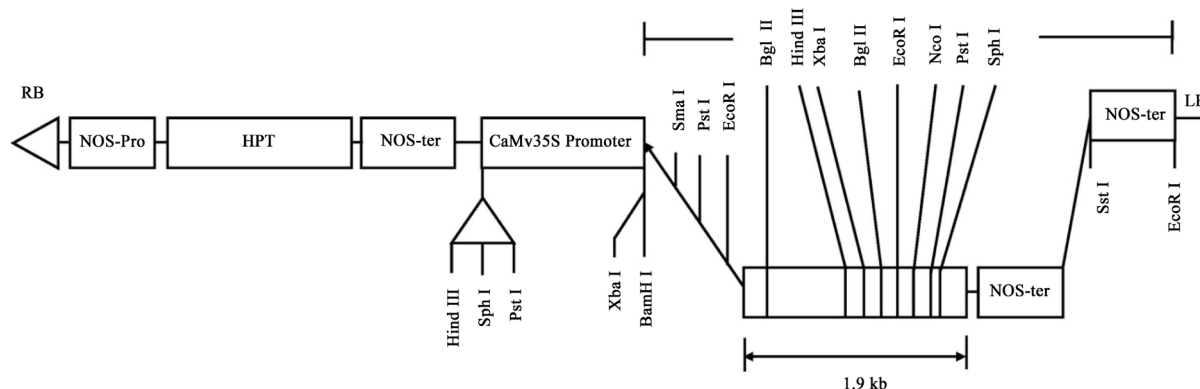 Bgl II
Hind III
Xba I
Bgl II
EcoR I
Nco I
Pst I
Sph I
RB
Sma I
Pst I
EcoR I
NOS-ter
NOS-Pro
HPT
NOS-ter
CaMv35S Promoter
Sst I
EcoR I
Hind III
Sph I
Pst I
Xba I
BamH I
NOS-ter
1.9 kb